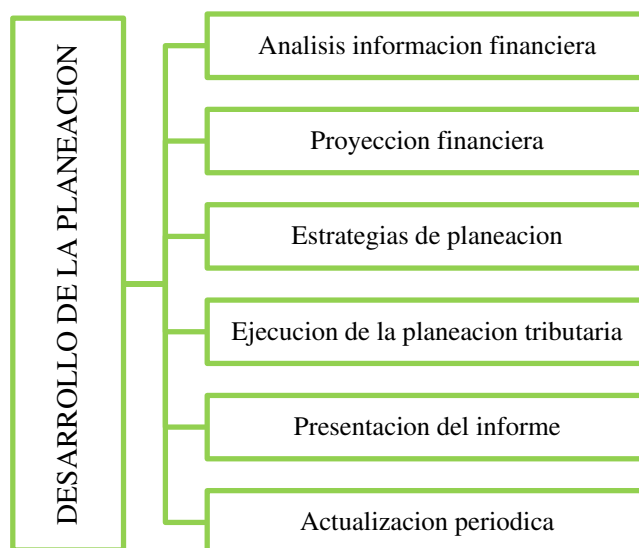 DESARROLLO DE LA PLANEACION
Analisis informacion financiera
Proyeccion financiera
Estrategias de planeacion
Ejecucion de la planeacion tributaria
Presentacion del informe
Actualizacion periodica